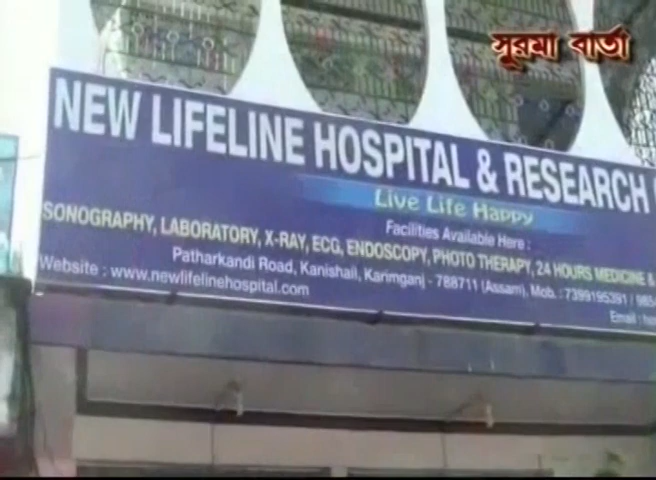 সুরমা বার্তা
NEW LIFELINE HOSPITAL & RESEARCH
Live Life Happy
Facilities Available Here :
SONOGRAPHY, LABORATORY, X-RAY, ECG, ENDOSCOPY, PHOTO THERAPY, 24 HOURS MEDICINE &
Patharkandi Road, Kanishail, Karimganj - 788711 (Assam), Mob. : 7399195391 /
Website : www.newlifelinehospital.com
Email :